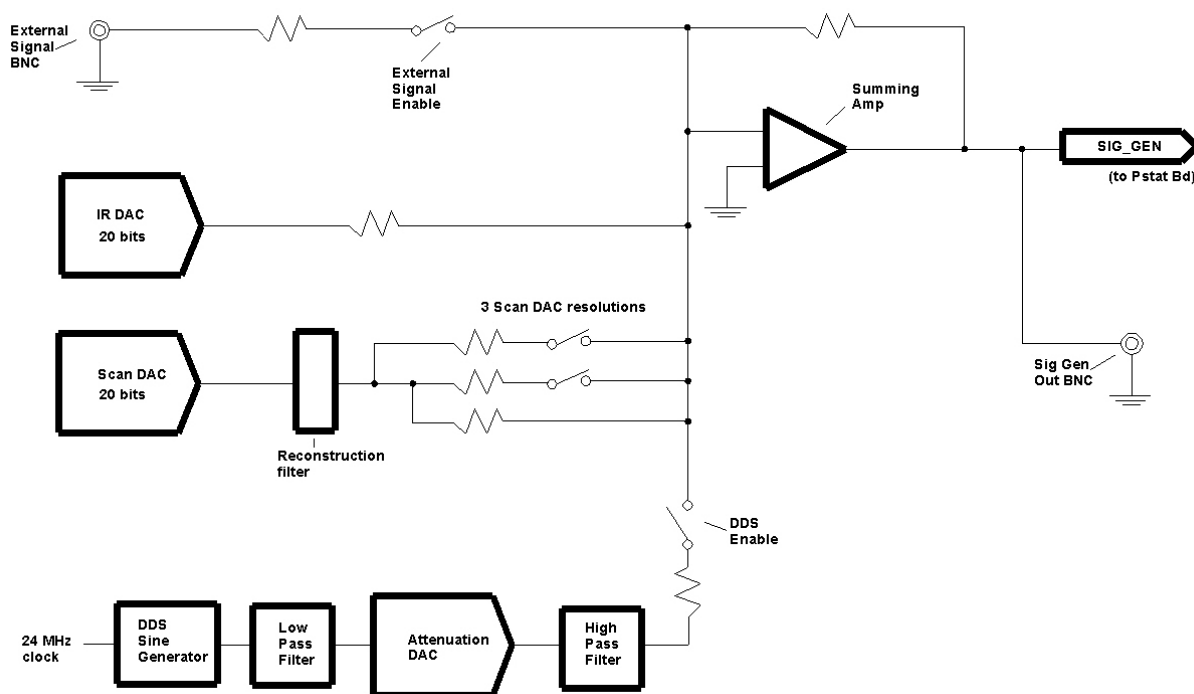 External
Signal
BNC
External
Signal
Enable
Summing
Amp
SIG_GEN
(to Pstat Bd)
IR DAC
20 bits
3 Scan DAC resolutions
Scan DAC
20 bits
Reconstruction
filter
Sig Gen
Out BNC
DDS
Enable
24 MHz
clock
DDS
Sine
Generator
Low
Pass
Filter
Attenuation
DAC
High
Pass
Filter